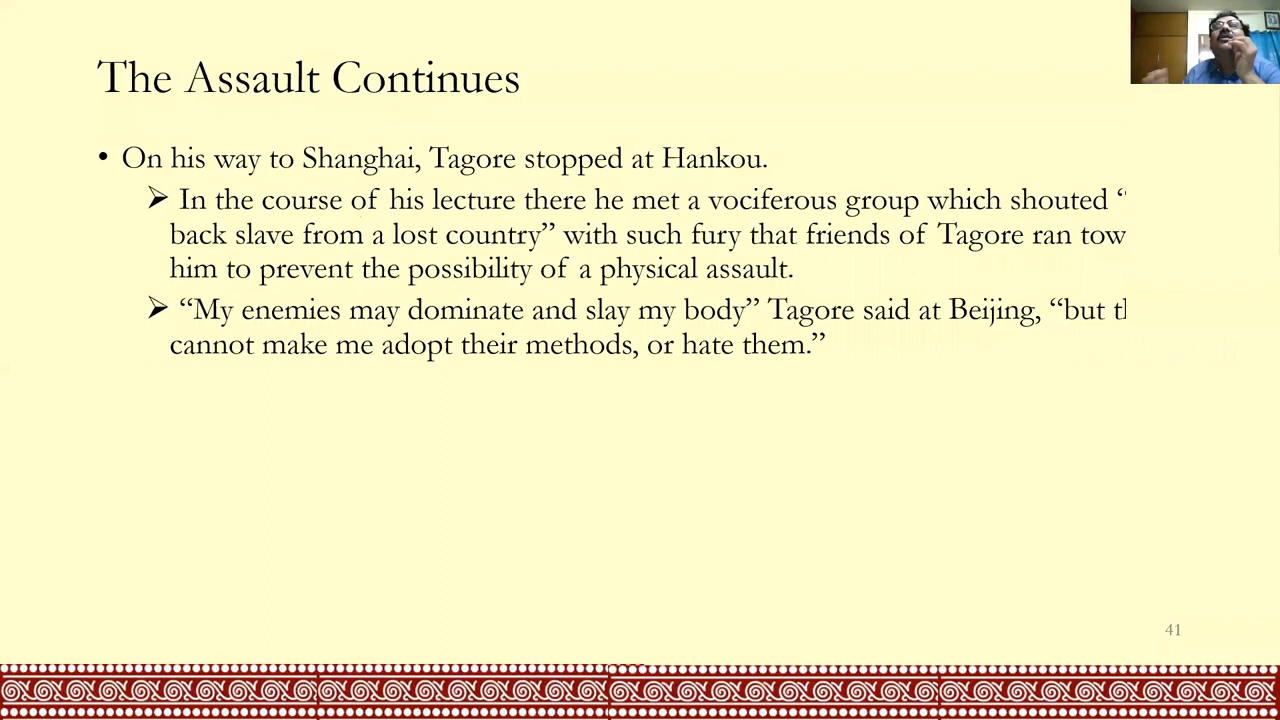 The Assault Continues
• On his way to Shanghai, Tagore stopped at Hankou.
➢ In the course of his lecture there he met a vociferous group which shouted “
back slave from a lost country” with such fury that friends of Tagore ran tow
him to prevent the possibility of a physical assault.
➢ “My enemies may dominate and slay my body” Tagore said at Beijing, “but
cannot make me adopt their methods, or hate them.”
41